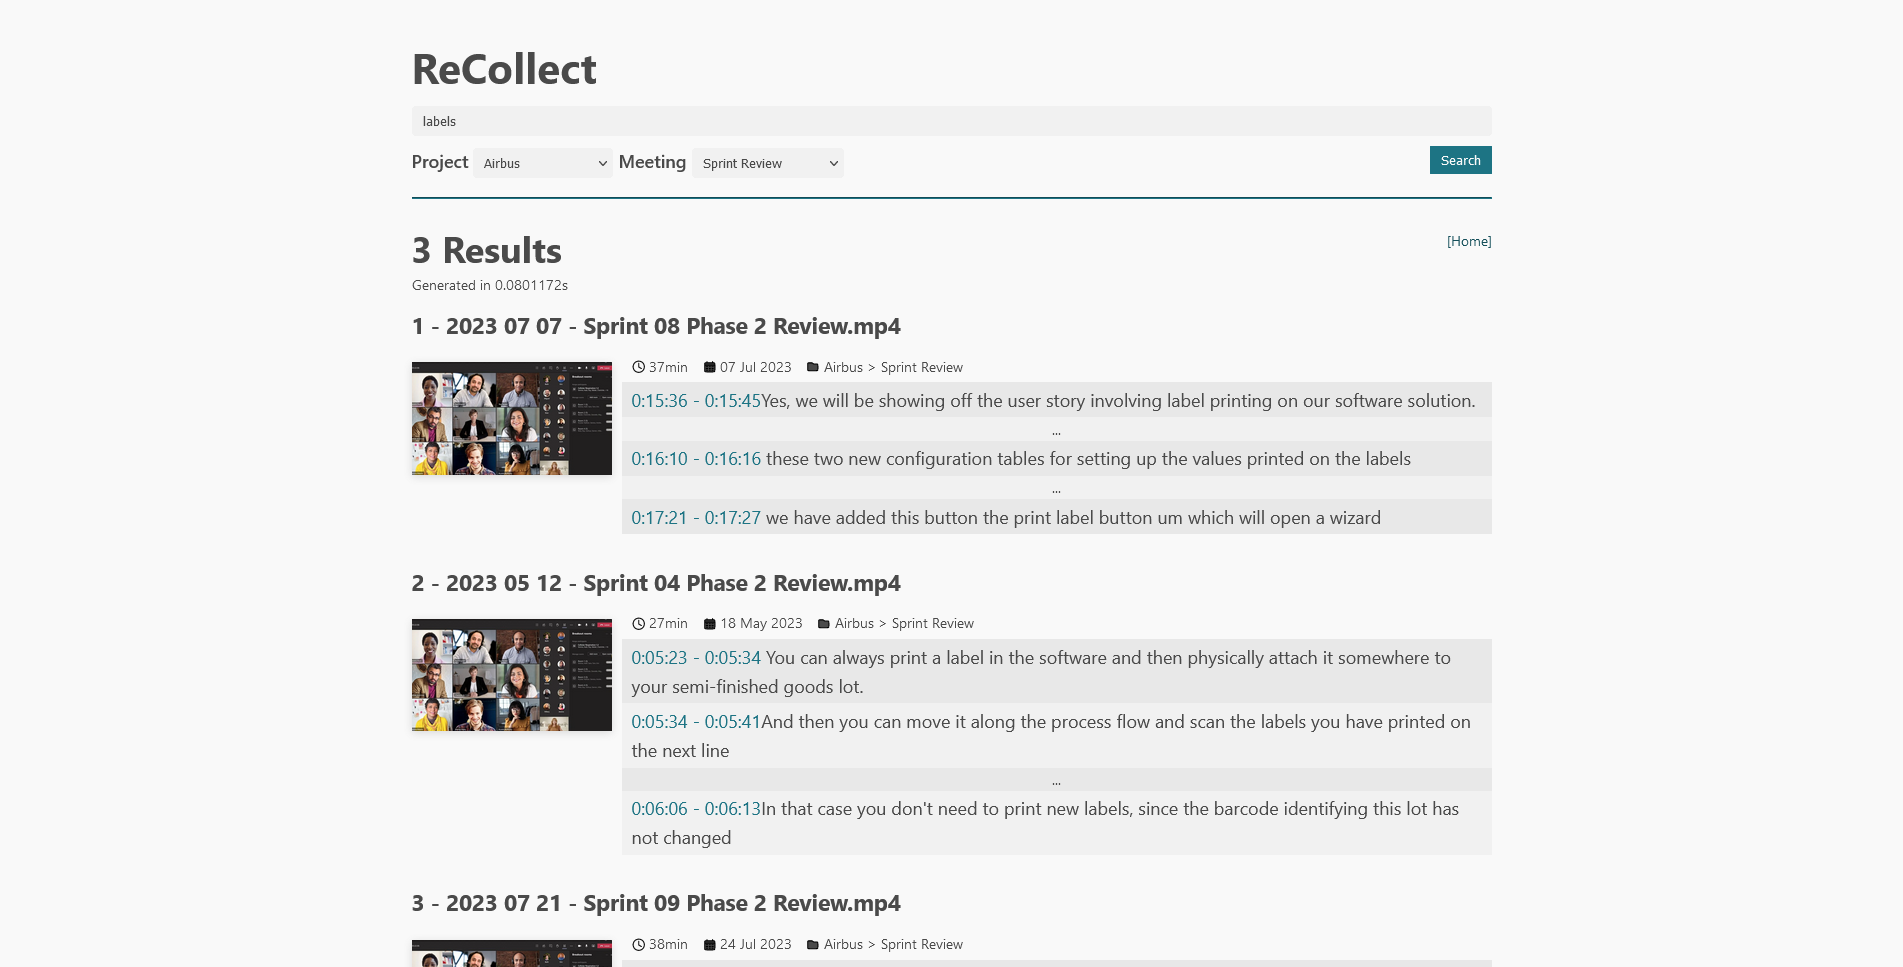 ReCollect
labels
Project Airbus Meeting Sprint Review Search
3 Results [Home]
Generated in 0.0801172s
1 - 2023 07 07 - Sprint 08 Phase 2 Review.mp4
37min 07 Jul 2023 Airbus > Sprint Review
0:15:36 - 0:15:45Yes, we will be showing off the user story involving label printing on our software solution.
...
0:16:10 - 0:16:16 these two new configuration tables for setting up the values printed on the labels
...
0:17:21 - 0:17:27 we have added this button the print label button um which will open a wizard
2 - 2023 05 12 - Sprint 04 Phase 2 Review.mp4
27min 18 May 2023 Airbus > Sprint Review
0:05:23 - 0:05:34 You can always print a label in the software and then physically attach it somewhere to
your semi-finished goods lot.
0:05:34 - 0:05:41And then you can move it along the process flow and scan the labels you have printed on
the next line
...
0:06:06 - 0:06:13In that case you don't need to print new labels, since the barcode identifying this lot has
not changed
3 - 2023 07 21 - Sprint 09 Phase 2 Review.mp4
38min 24 Jul 2023 Airbus > Sprint Review